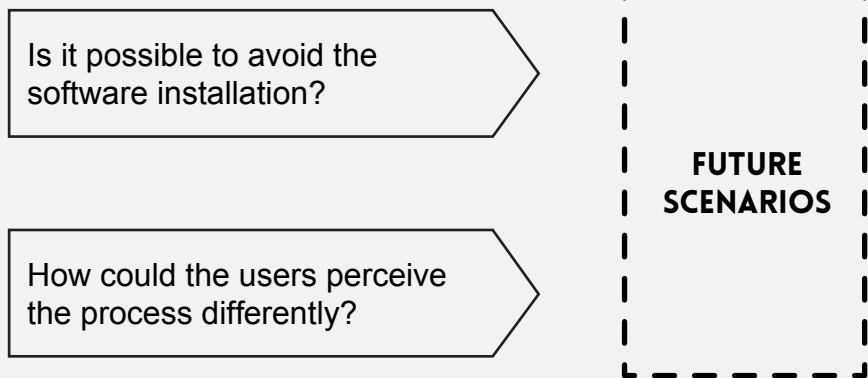 Is it possible to avoid the
software installation?
FUTURE
SCENARIOS
How could the users perceive
the process differently?